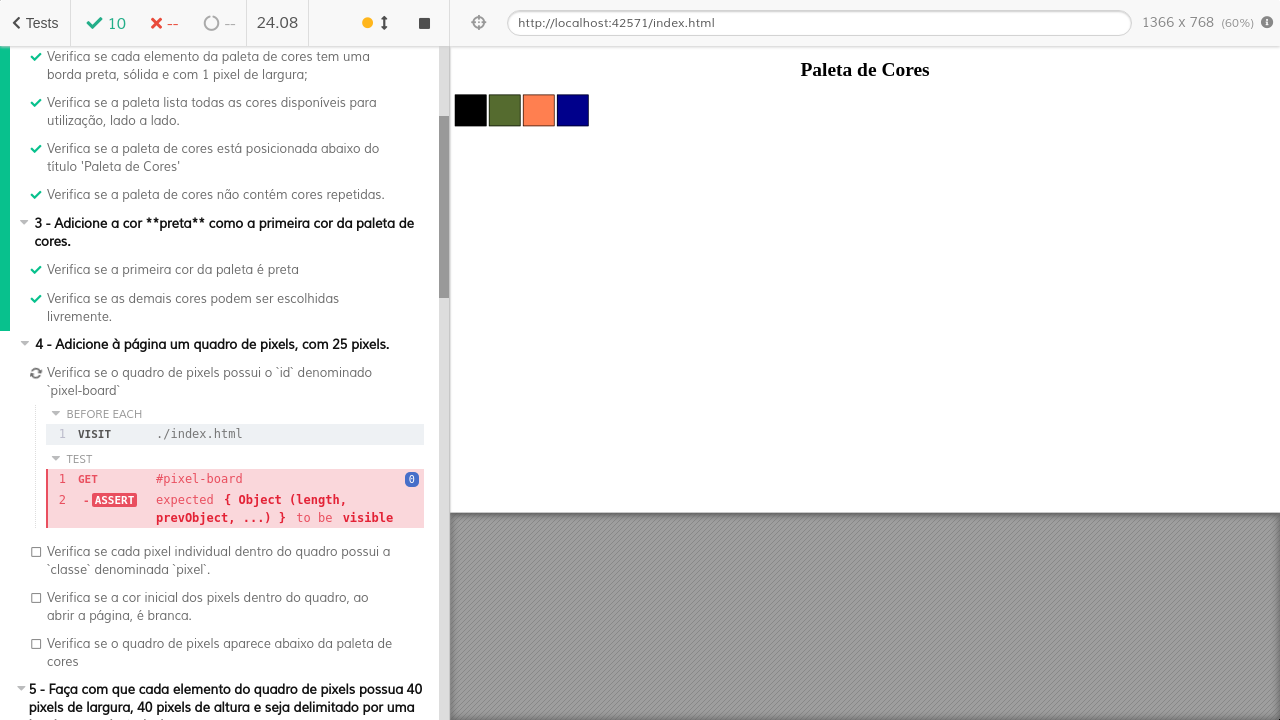 Tests
10
--
--
24.08
http://localhost:42571/index.html
1366 x 768 (60%)
Verifica se cada elemento da paleta de cores tem uma
borda preta, sólida e com 1 pixel de largura;
Verifica se a paleta lista todas as cores disponíveis para
utilização, lado a lado.
Verifica se a paleta de cores está posicionada abaixo do
título 'Paleta de Cores'
Verifica se a paleta de cores não contém cores repetidas.
3 - Adicione a cor **preta** como a primeira cor da paleta de
cores.
Verifica se a primeira cor da paleta é preta
Verifica se as demais cores podem ser escolhidas
livremente.
4 - Adicione à página um quadro de pixels, com 25 pixels.
Verifica se o quadro de pixels possui o `id` denominado
`pixel-board`
BEFORE EACH
1 VISIT ./index.html
TEST
1 GET #pixel-board 0
2 -ASSERT expected { Object (length,
prevObject, ...) } to be visible
Verifica se cada pixel individual dentro do quadro possui a
`classe` denominada `pixel`.
Verifica se a cor inicial dos pixels dentro do quadro, ao
abrir a página, é branca.
Verifica se o quadro de pixels aparece abaixo da paleta de
cores
5 - Faça com que cada elemento do quadro de pixels possua 40
pixels de largura, 40 pixels de altura e seja delimitado por uma
Paleta de Cores